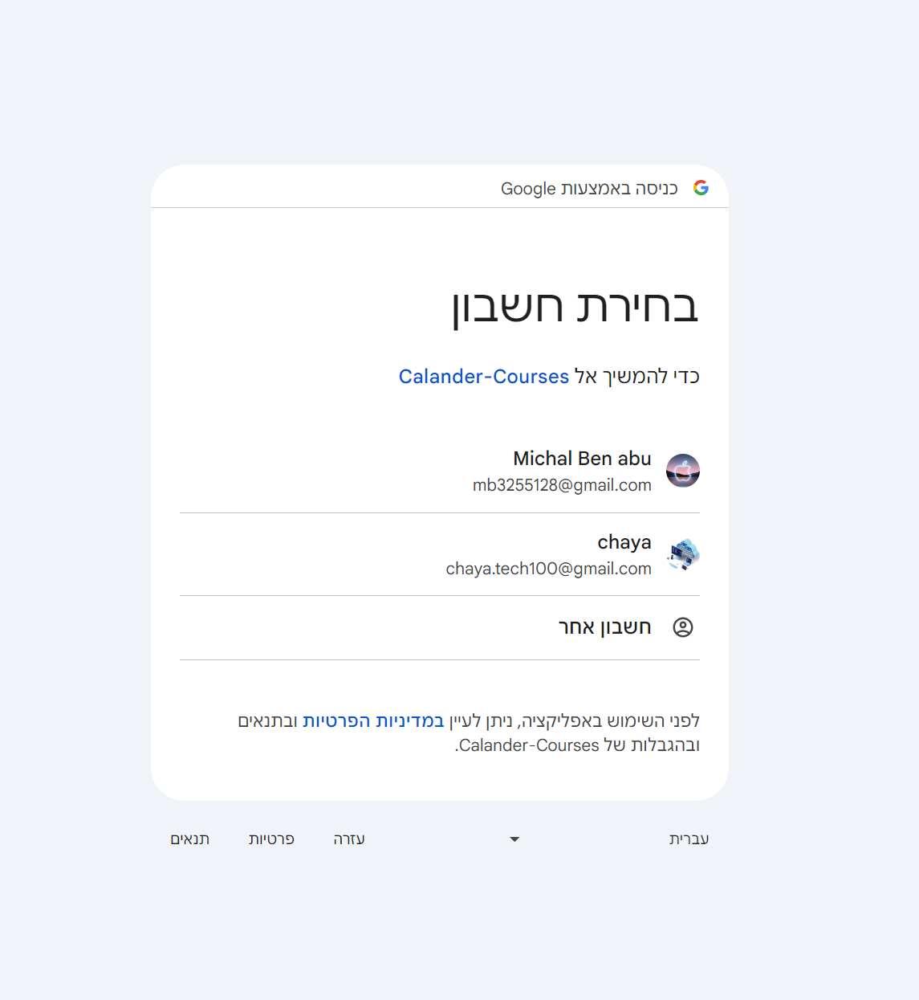 כניסה באמצעות Google
בחירת חשבון
כדי להמשיך אל Calander-Courses
Michal Ben abu
mb3255128@gmail.com
chaya
chaya.tech100@gmail.com
חשבון אחר
לפני השימוש באפליקציה, ניתן לעיין במדיניות הפרטיות ובתנאים
ובהגבלות של Calander-Courses.
עברית עזרה פרטיות תנאים